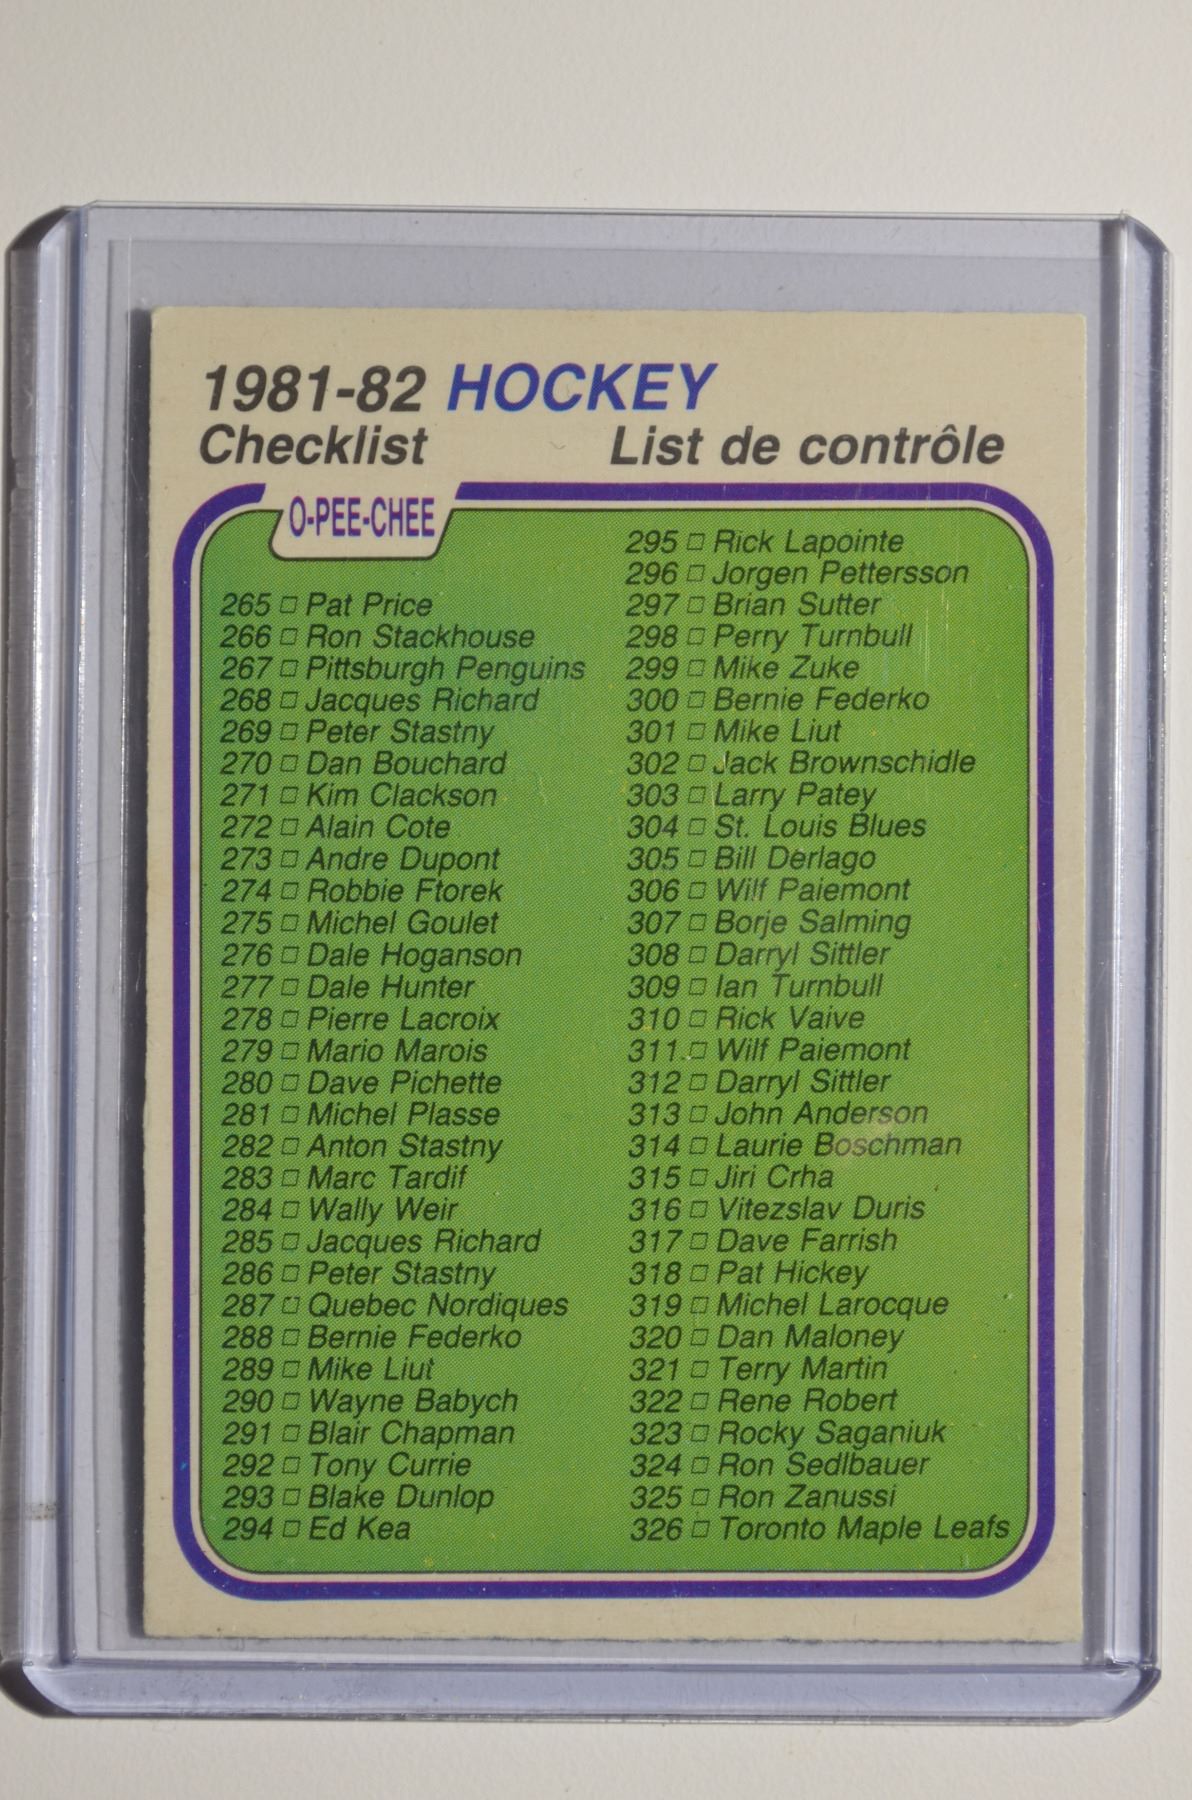 1981-82 HOCKEY
Checklist List de contrôle
O-PEE-CHEE
265 □ Pat Price
266 □ Ron Stackhouse
267 □ Pittsburgh Penguins
268 □ Jacques Richard
269 □ Peter Stastny
270 □ Dan Bouchard
271 □ Kim Clackson
272 □ Alain Cote
273 □ Andre Dupont
274 □ Robbie Ftorek
275 □ Michel Goulet
276 □ Dale Hoganson
277 □ Dale Hunter
278 □ Pierre Lacroix
279 □ Mario Marois
280 □ Dave Pichette
281 □ Michel Plasse
282 □ Anton Stastny
283 □ Marc Tardif
284 □ Wally Weir
285 □ Jacques Richard
286 □ Peter Stastny
287 □ Quebec Nordiques
288 □ Bernie Federko
289 □ Mike Liut
290 □ Wayne Babych
291 □ Blair Chapman
292 □ Tony Currie
293 □ Blake Dunlop
294 □ Ed Kea
295 □ Rick Lapointe
296 □ Jorgen Pettersson
297 □ Brian Sutter
298 □ Perry Turnbull
299 □ Mike Zuke
300 □ Bernie Federko
301 □ Mike Liut
302 □ Jack Brownschidle
303 □ Larry Patey
304 □ St. Louis Blues
305 □ Bill Derlago
306 □ Wilf Paiemont
307 □ Borje Salming
308 □ Darryl Sittler
309 □ Ian Turnbull
310 □ Rick Vaive
311 □ Wilf Paiemont
312 □ Darryl Sittler
313 □ John Anderson
314 □ Laurie Boschman
315 □ Jiri Crha
316 □ Vitezslav Duris
317 □ Dave Farrish
318 □ Pat Hickey
319 □ Michel Larocque
320 □ Dan Maloney
321 □ Terry Martin
322 □ Rene Robert
323 □ Rocky Saganiuk
324 □ Ron Sedlbauer
325 □ Ron Zanussi
326 □ Toronto Maple Leafs